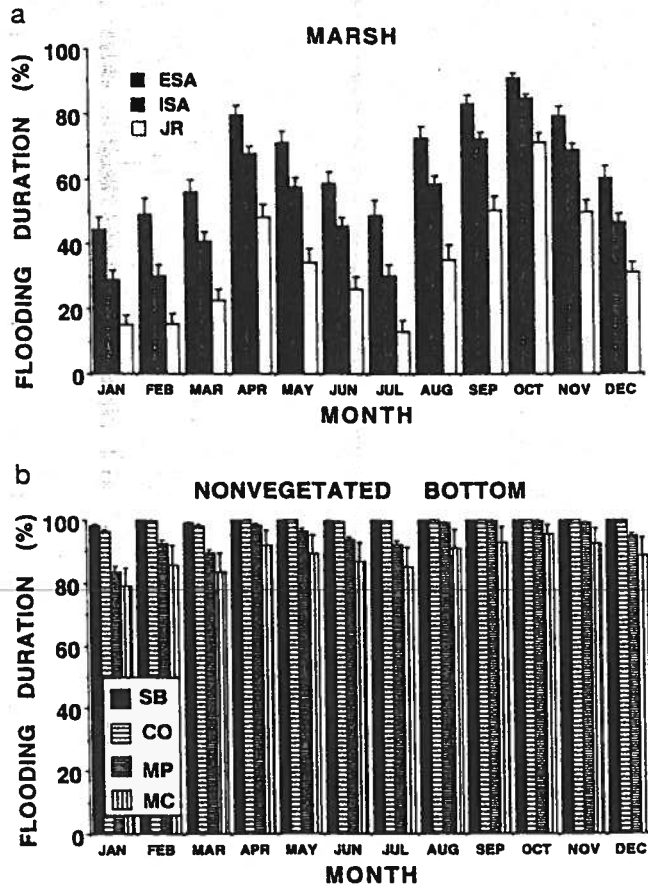 a
MARSH
FLOODING DURATION (%)
100
80
60
40
20
0
ESA
ISA
JR
JAN FEB MAR APR MAY JUN JUL AUG SEP OCT NOV DEC
MONTH
b
NONVEGETATED BOTTOM
FLOODING DURATION (%)
100
80
60
40
20
0
SB
CO
MP
MC
JAN FEB MAR APR MAY JUN JUL AUG SEP OCT NOV DEC
MONTH